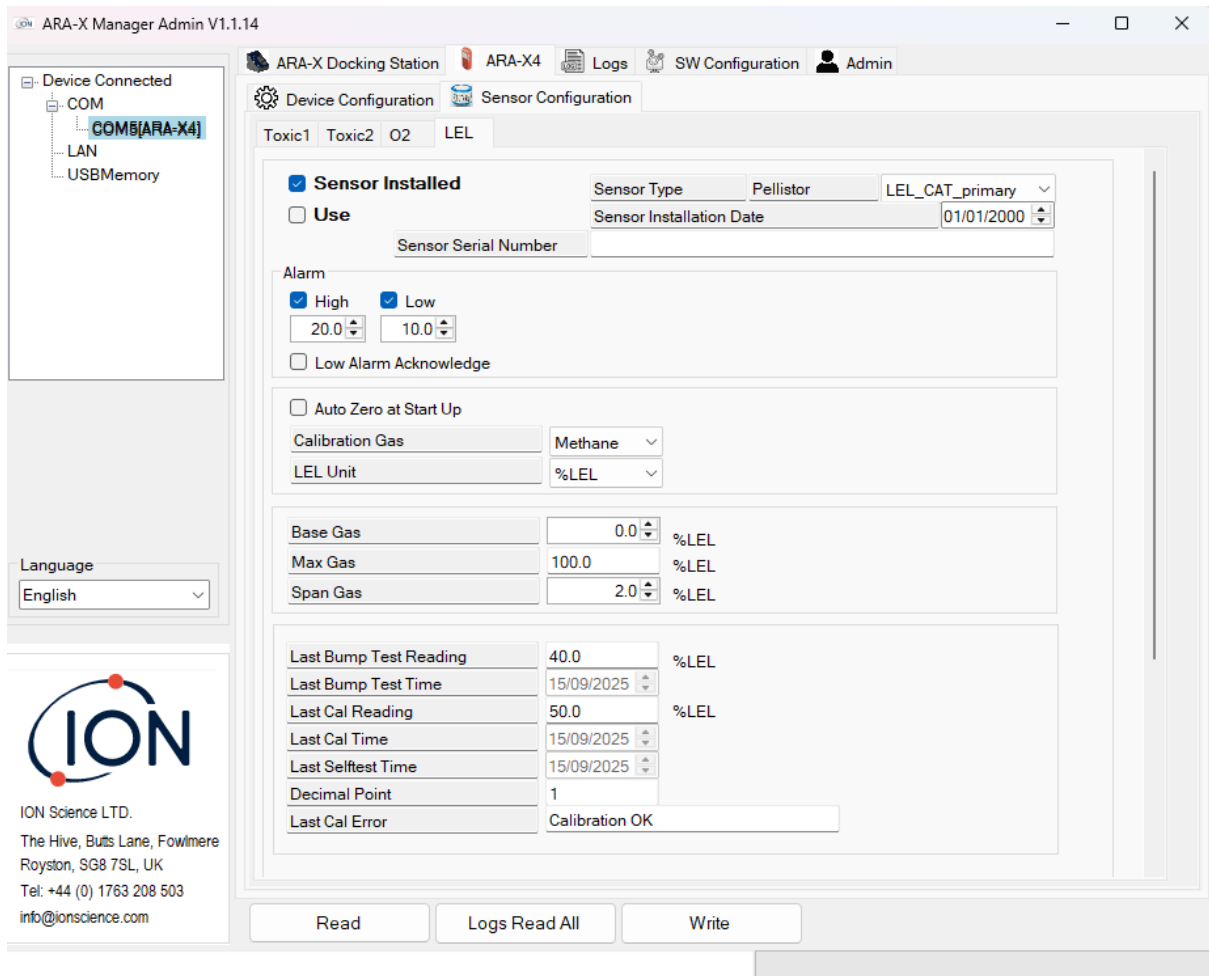 ARA-X Manager Admin V1.1.14
Device Connected
COM
COM5[ARA-X4]
LAN
USBMemory
Language
English
ION
ION Science LTD.
The Hive, Butts Lane, Fowlmere
Royston, SG8 7SL, UK
Tel: +44 (0) 1763 208 503
info@ionscience.com
ARA-X Docking Station ARA-X4 Logs SW Configuration Admin
Device Configuration Sensor Configuration
Toxic1 Toxic2 O2 LEL
Sensor Installed
Sensor Type Pellistor LEL_CAT_primary
Use
Sensor Installation Date 01/01/2000
Sensor Serial Number
Alarm
High Low
20.0 10.0
Low Alarm Acknowledge
Auto Zero at Start Up
Calibration Gas Methane
LEL Unit %LEL
Base Gas 0.0 %LEL
Max Gas 100.0 %LEL
Span Gas 2.0 %LEL
Last Bump Test Reading 40.0 %LEL
Last Bump Test Time 15/09/2025
Last Cal Reading 50.0 %LEL
Last Cal Time 15/09/2025
Last Selftest Time 15/09/2025
Decimal Point 1
Last Cal Error Calibration OK
Read Logs Read All Write